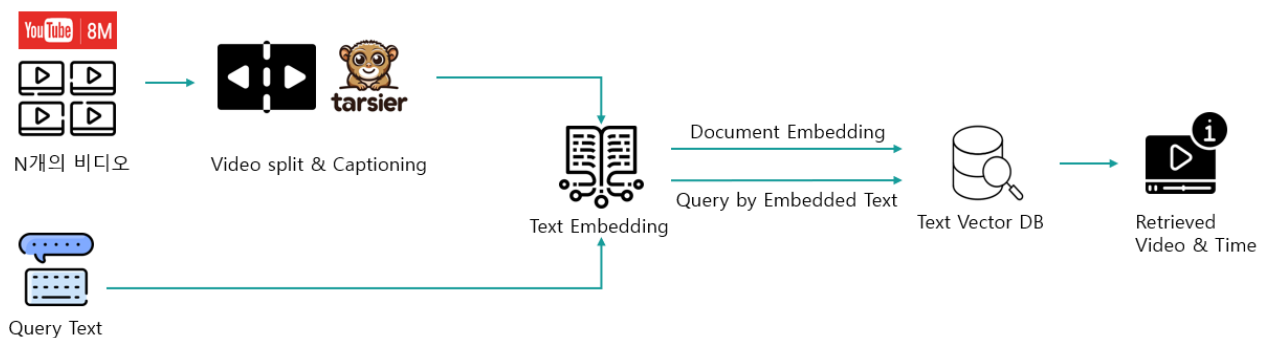 YouTube 8M
tarsier
N개의 비디오
Video split & Captioning
Document Embedding
Query by Embedded Text
Text Embedding
Text Vector DB
i
Retrieved
Video & Time
Query Text